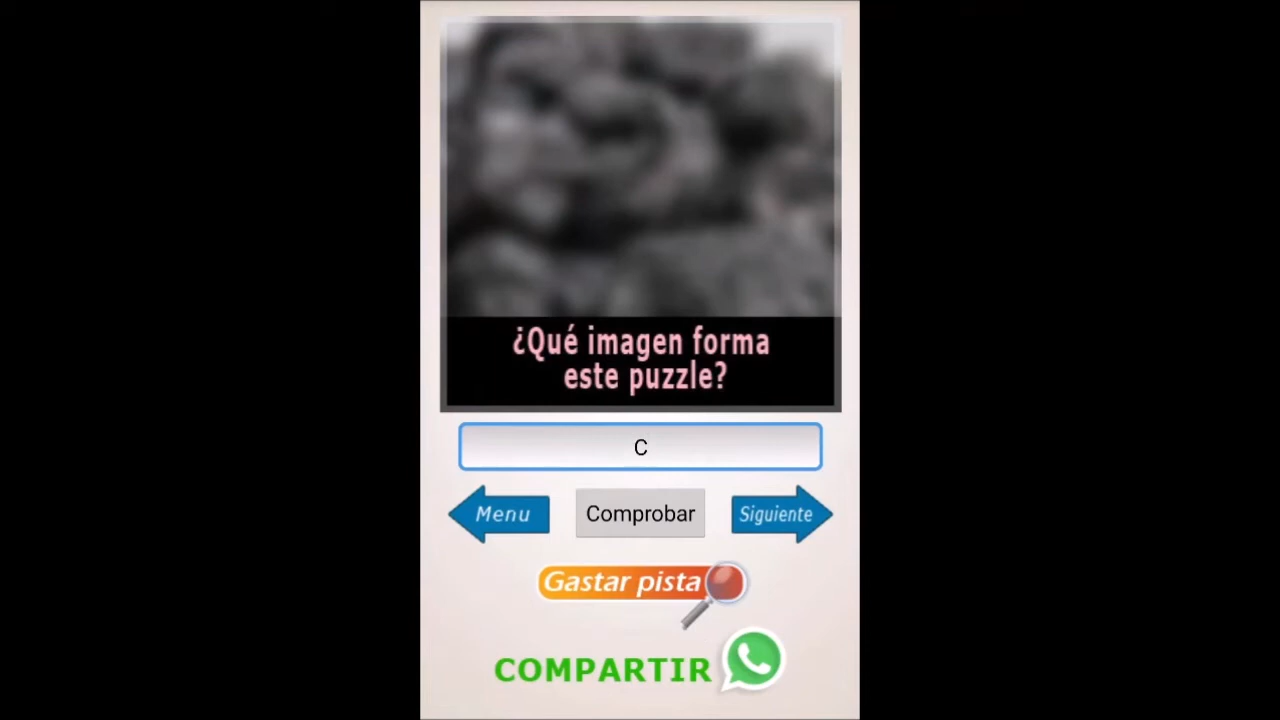 ¿Qué imagen forma
este puzzle?
C
Menu
Comprobar
Siguiente
Gastar pista
COMPARTIR